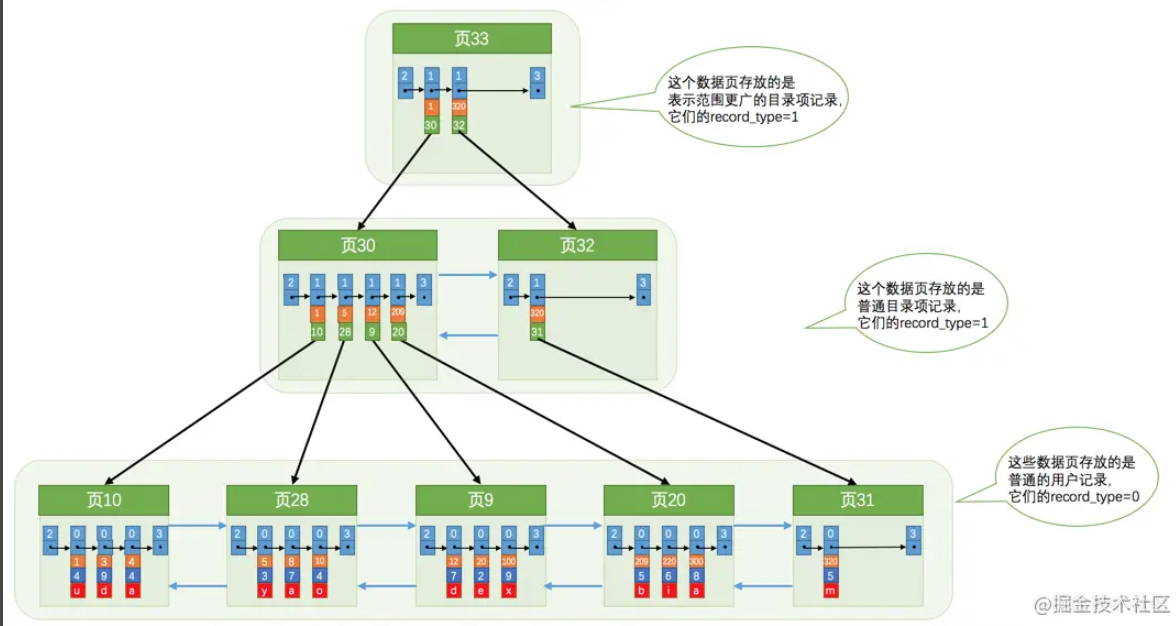 页33
2 1 1 3
1 320
30 32
这个数据页存放的是
表示范围更广的目录项记录,
它们的record_type=1
页30
2 1 1 1 1 3
1 5 12 209
10 28 9 20
页32
2 1 3
320
31
这个数据页存放的是
普通目录项记录,
它们的record_type=1
这些数据页存放的是
普通的用户记录,
它们的record_type=0
页10
2 0 0 0 3
1 3 4
4 9 4
u d a
页28
2 0 0 0 3
5 8 10
3 7 4
y a o
页9
2 0 0 0 3
12 20 100
7 2 9
d e x
页20
2 0 0 0 3
209 220 300
5 6 8
b i a
页31
2 0 3
320
5
m
@掘金技术社区